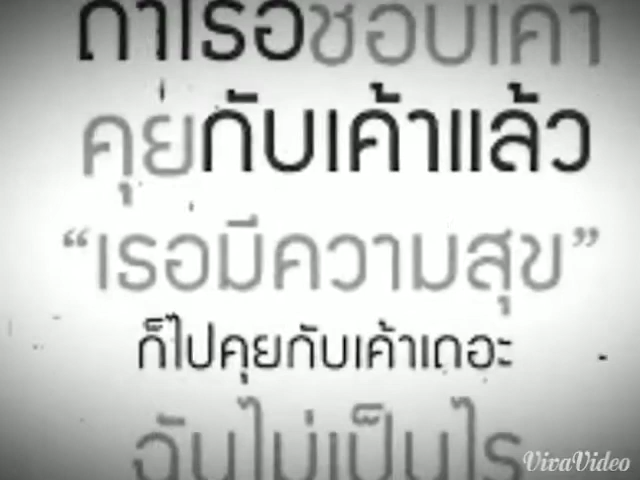 ถ้าเธอชอบเค้า
คุยกับเค้าแล้ว
“เธอมีความสุข”
ก็ไปคุยกับเค้าเถอะ
ฉันไม่เป็นไร
VivaVideo